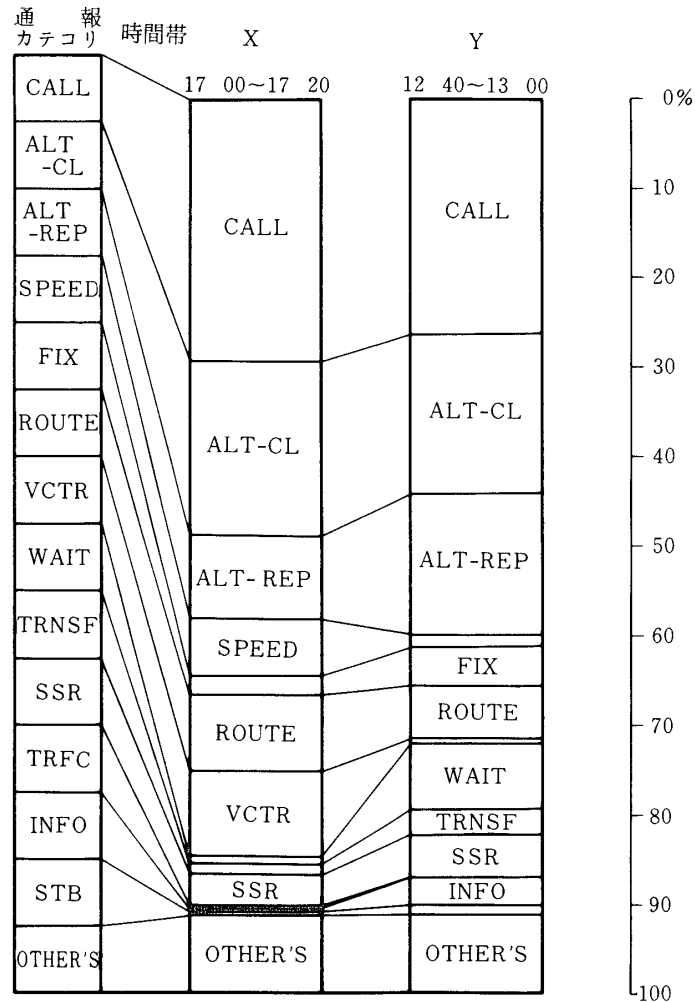 通 報
カテゴリ
時間帯
X
Y
17 00～17 20
12 40～13 00
CALL
ALT
-CL
ALT
-REP
SPEED
FIX
ROUTE
VCTR
WAIT
TRNSF
SSR
TRFC
INFO
STB
OTHER'S
CALL
ALT-CL
ALT-REP
SPEED
ROUTE
VCTR
SSR
OTHER'S
CALL
ALT-CL
ALT-REP
FIX
ROUTE
WAIT
TRNSF
SSR
INFO
OTHER'S
0%
10
20
30
40
50
60
70
80
90
100